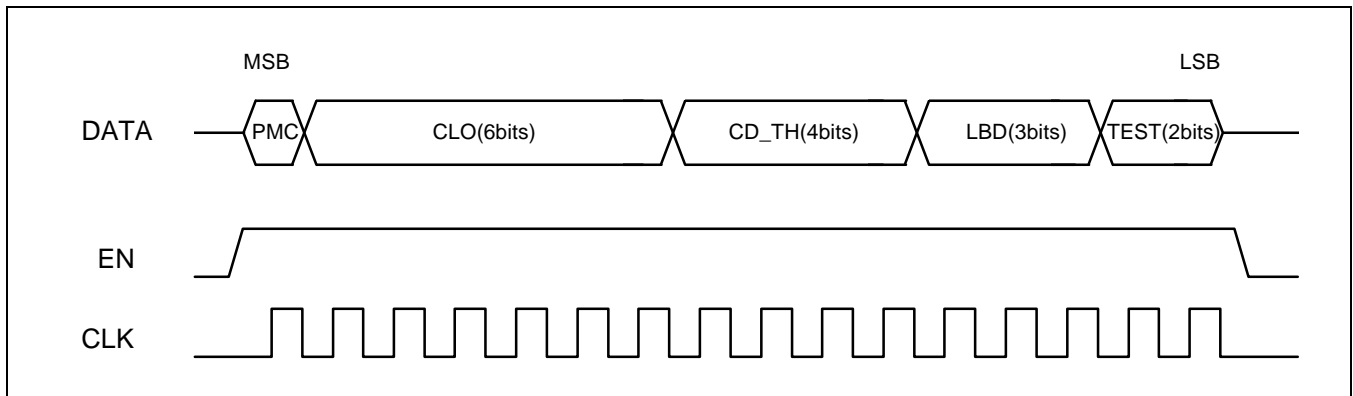 MSB LSB
DATA PMC CLO(6bits) CD_TH(4bits) LBD(3bits) TEST(2bits)
EN
CLK